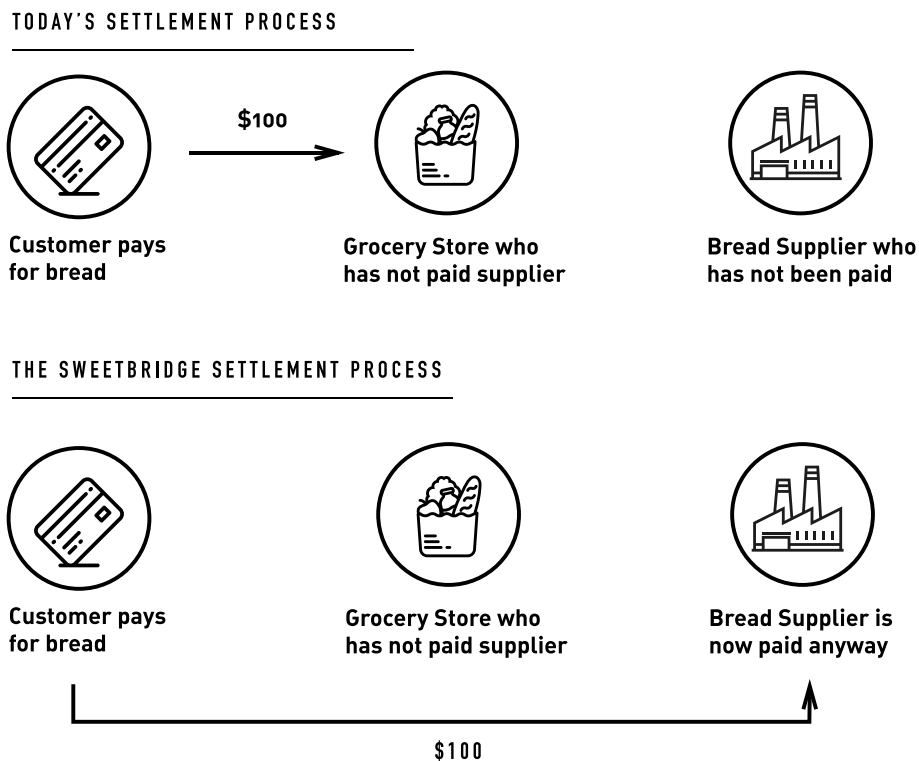 TODAY'S SETTLEMENT PROCESS
$100
Customer pays
for bread
Grocery Store who
has not paid supplier
Bread Supplier who
has not been paid
THE SWEETBRIDGE SETTLEMENT PROCESS
Customer pays
for bread
Grocery Store who
has not paid supplier
Bread Supplier is
now paid anyway
$100